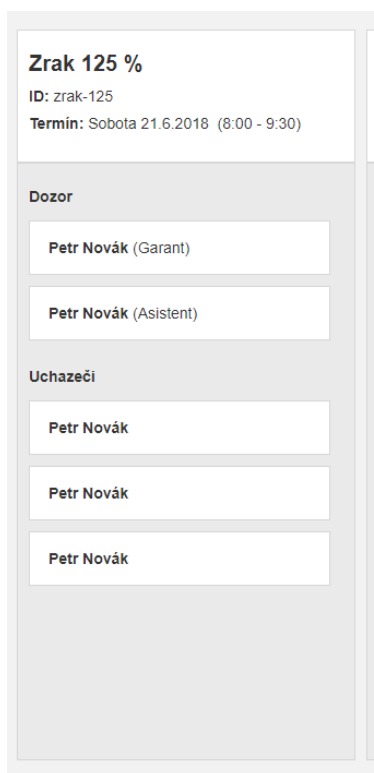 Zrak 125 %
ID: zrak-125
Termín: Sobota 21.6.2018 (8:00 - 9:30)
Dozor
Petr Novák (Garant)
Petr Novák (Asistent)
Uchazeči
Petr Novák
Petr Novák
Petr Novák